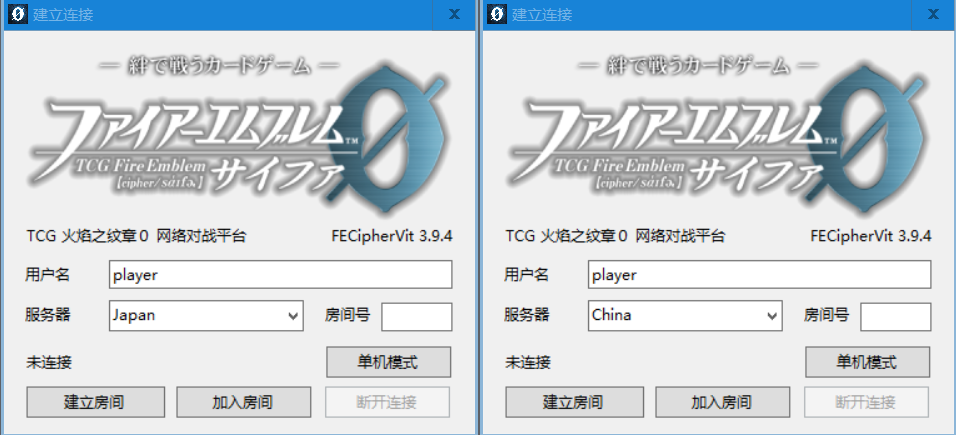 建立连接
絆で戦うカードゲーム
ファイアーエムブレム™
TCG Fire Emblem
【cipher/sáifə】
サイファ
TCG 火焰之纹章0 网络对战平台 FECipherVit 3.9.4
用户名 player
服务器 Japan 房间号
未连接 单机模式
建立房间 加入房间 断开连接
建立连接
絆で戦うカードゲーム
ファイアーエムブレム™
TCG Fire Emblem
【cipher/sáifə】
サイファ
TCG 火焰之纹章0 网络对战平台 FECipherVit 3.9.4
用户名 player
服务器 China 房间号
未连接 单机模式
建立房间 加入房间 断开连接